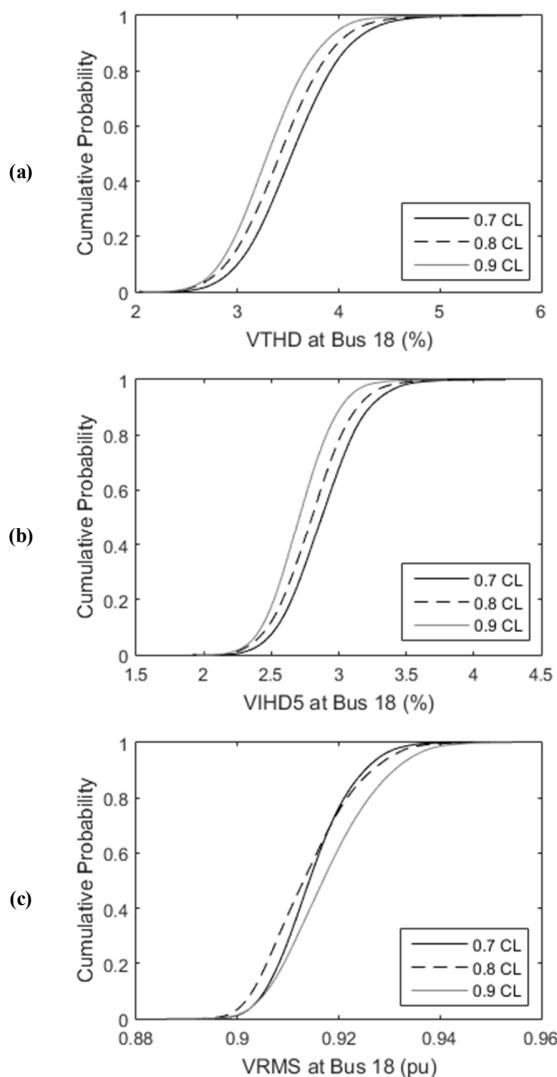 (a)
Cumulative Probability
1
0.8
0.6
0.4
0.2
0
2 3 4 5 6
VTHD at Bus 18 (%)
0.7 CL
0.8 CL
0.9 CL
(b)
Cumulative Probability
1
0.8
0.6
0.4
0.2
0
1.5 2 2.5 3 3.5 4 4.5
VIHD5 at Bus 18 (%)
0.7 CL
0.8 CL
0.9 CL
(c)
Cumulative Probability
1
0.8
0.6
0.4
0.2
0
0.88 0.9 0.92 0.94 0.96
VRMS at Bus 18 (pu)
0.7 CL
0.8 CL
0.9 CL